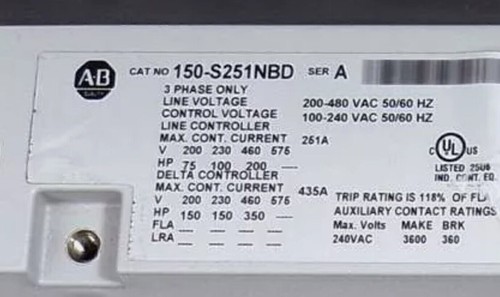 A-B
QUALITY
CAT NO 150-S251NBD SER A
3 PHASE ONLY
LINE VOLTAGE 200-480 VAC 50/60 HZ
CONTROL VOLTAGE 100-240 VAC 50/60 HZ
LINE CONTROLLER
MAX. CONT. CURRENT 251A
V 200 230 460 575
HP 75 100 200 ----
DELTA CONTROLLER
MAX. CONT. CURRENT 435A
V 200 230 460 575
HP 150 150 350 ----
FLA ---- ---- ---- ----
LRA ---- ---- ---- ----
C UL US
LISTED 25U6
IND. CONT. EQ.
TRIP RATING IS 118% OF FLA
AUXILIARY CONTACT RATINGS
Max. Volts MAKE BRK
240VAC 3600 360